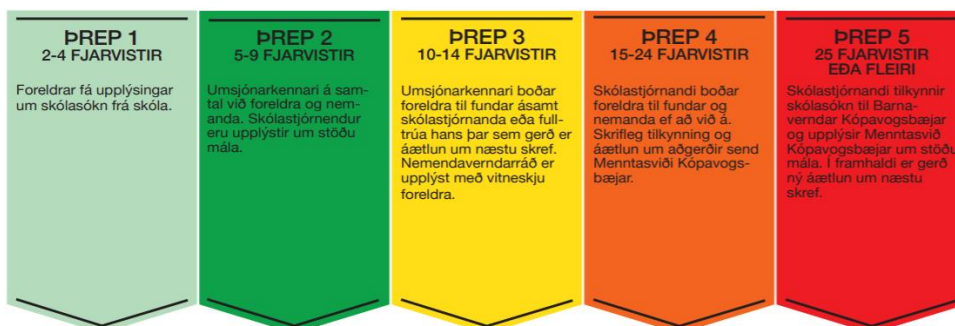 ÞREP 1
2-4 FJARVISTIR
Foreldrar fá upplýsingar
um skólasókn frá skóla.
ÞREP 2
5-9 FJARVISTIR
Umsjónarkennari á sam-
tal við foreldra og nem-
anda. Skólastjórnendur
eru upplýstir um stöðu
mála.
ÞREP 3
10-14 FJARVISTIR
Umsjónarkennari boðar
foreldra til fundar ásamt
skólastjórnanda eða full-
trúa hans þar sem gerð er
áætlun um næstu skref.
Nemendaverndarráð er
upplýst með vitneskju
foreldra.
ÞREP 4
15-24 FJARVISTIR
Skólastjórnandi boðar
foreldra til fundar og
nemanda ef að við á.
Skrifleg tilkynning og
áætlun um aðgerðir send
Menntasviði Kópavogs-
bæjar.
ÞREP 5
25 FJARVISTIR
EÐA FLEIRI
Skólastjórnandi tilkynnir
skólasókn til Barna-
verndar Kópavogsbæjar
og upplýsir Menntasvið
Kópavogsbæjar um stöðu
mála. Í framhaldi er gerð
ný áætlun um næstu
skref.